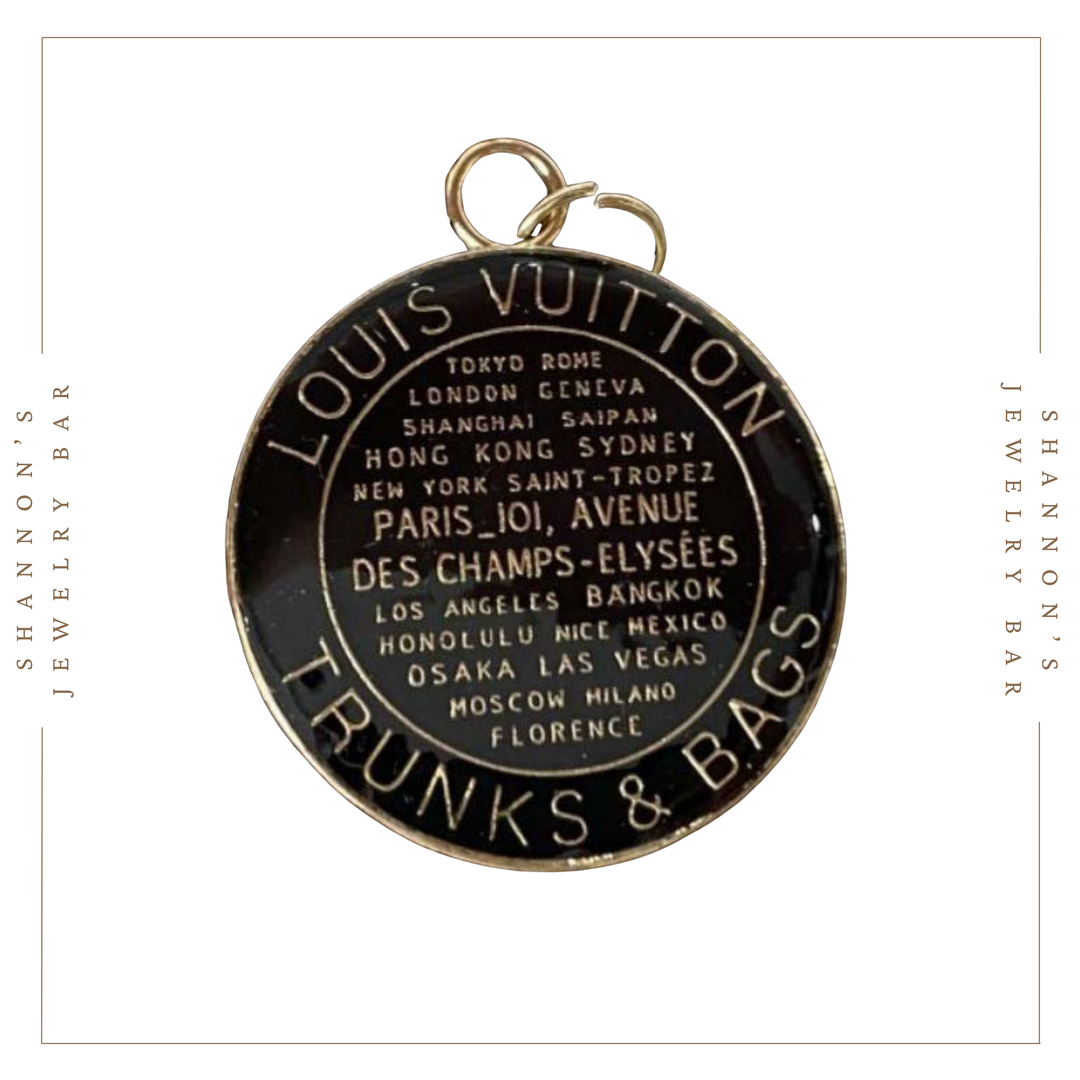 SHANNON'S
JEWELRY BAR
LOUIS VUITTON
TOKYO ROME
LONDON GENEVA
SHANGHAI SAIPAN
HONG KONG SYDNEY
NEW YORK SAINT-TROPEZ
PARIS_101, AVENUE
DES CHAMPS-ELYSÉES
LOS ANGELES BANGKOK
HONOLULU NICE MEXICO
OSAKA LAS VEGAS
MOSCOW MILANO
FLORENCE
TRUNKS & BAGS
SHANNON'S
JEWELRY BAR